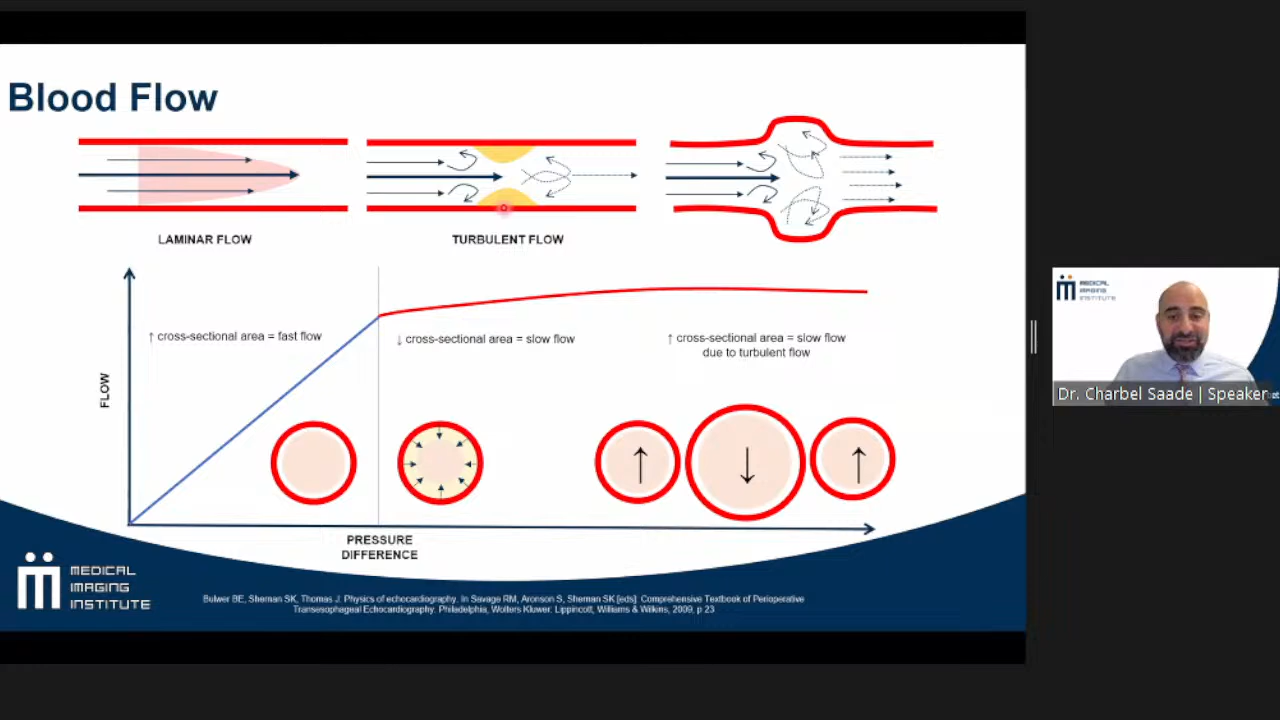 Blood Flow
LAMINAR FLOW
TURBULENT FLOW
↑ cross-sectional area = fast flow
↓ cross-sectional area = slow flow
↑ cross-sectional area = slow flow
due to turbulent flow
FLOW
PRESSURE
DIFFERENCE
MEDICAL
IMAGING
INSTITUTE
Bulwer BE, Shernan SK, Thomas J. Physics of echocardiography. In Savage RM, Aronson S, Shernan SK [eds]: Comprehensive Textbook of Perioperative
Transesophageal Echocardiography. Philadelphia, Wolters Kluwer: Lippincott, Williams & Wilkins, 2009, p 23
MEDICAL
IMAGING
INSTITUTE
Dr. Charbel Saade | Speaker